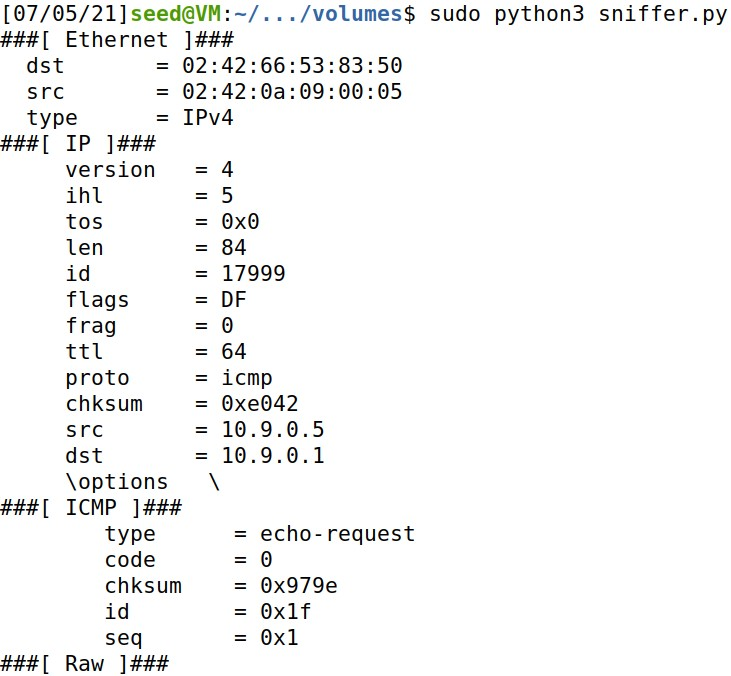 [07/05/21]seed@VM:~/.../volumes$ sudo python3 sniffer.py
###[ Ethernet ]###
  dst       = 02:42:66:53:83:50
  src       = 02:42:0a:09:00:05
  type      = IPv4
###[ IP ]###
     version   = 4
     ihl       = 5
     tos       = 0x0
     len       = 84
     id        = 17999
     flags     = DF
     frag      = 0
     ttl       = 64
     proto     = icmp
     chksum    = 0xe042
     src       = 10.9.0.5
     dst       = 10.9.0.1
     \options   \
###[ ICMP ]###
        type      = echo-request
        code      = 0
        chksum    = 0x979e
        id        = 0x1f
        seq       = 0x1
###[ Raw ]###